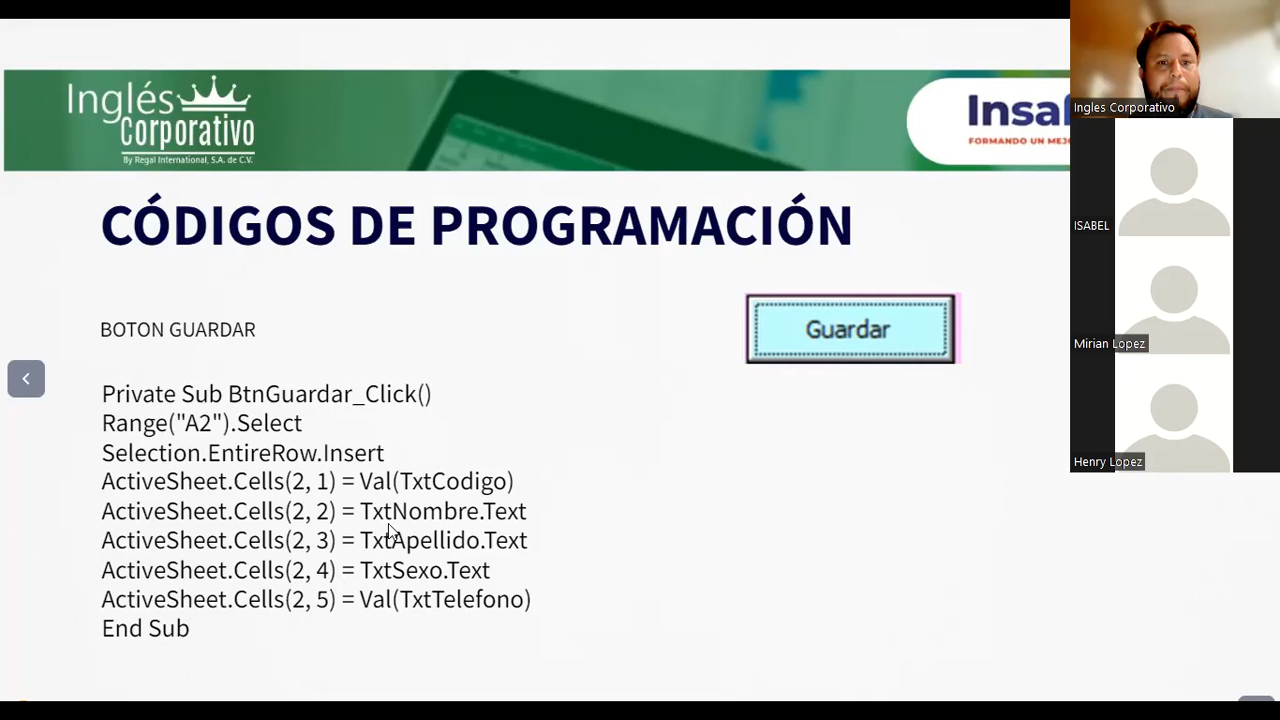 Inglés
Corporativo
By Regal International, S.A. de C.V.
Insaf
FORMANDO UN MEJO
Ingles Corporativo
CÓDIGOS DE PROGRAMACIÓN
ISABEL
BOTON GUARDAR
Guardar
Mirian Lopez
Private Sub BtnGuardar_Click()
Range("A2").Select
Selection.EntireRow.Insert
Henry Lopez
ActiveSheet.Cells(2, 1) = Val(TxtCodigo)
ActiveSheet.Cells(2, 2) = TxtNombre.Text
ActiveSheet.Cells(2, 3) = TxtApellido.Text
ActiveSheet.Cells(2, 4) = TxtSexo.Text
ActiveSheet.Cells(2, 5) = Val(TxtTelefono)
End Sub